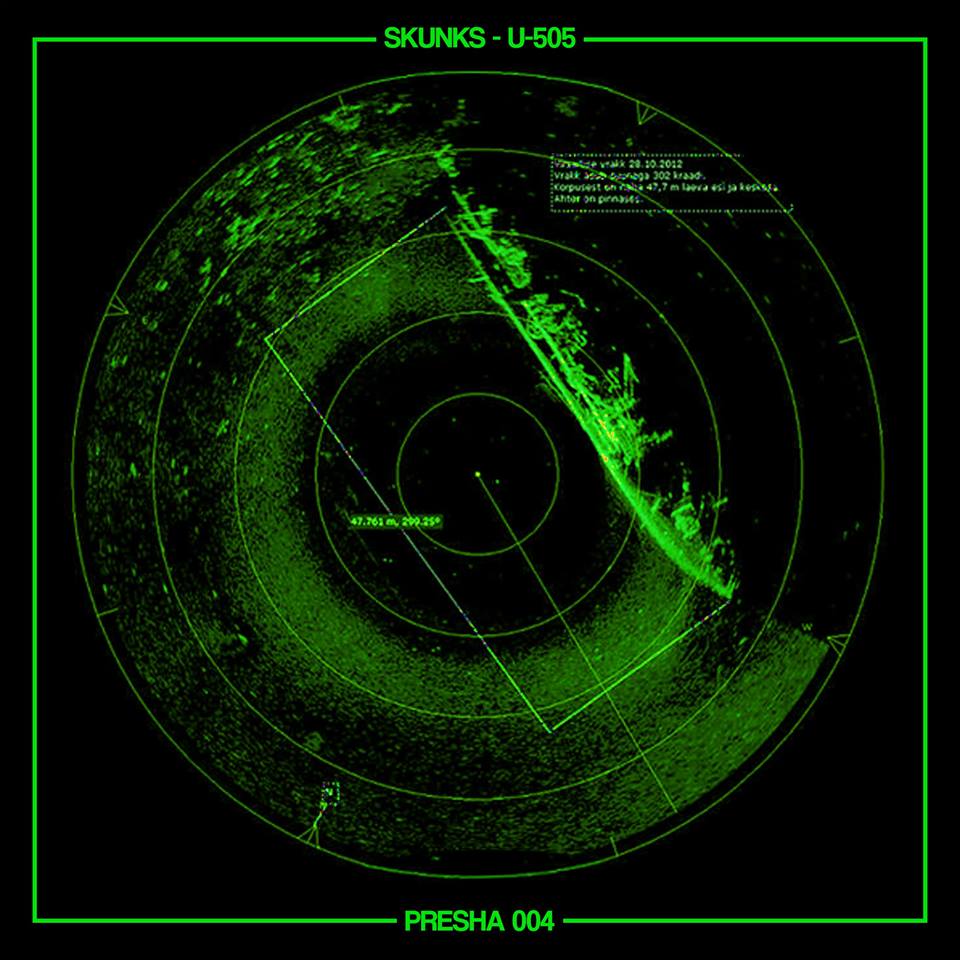 SKUNKS - U-505
vrakk 28.10.2012
Vrakk 302 kraadi.
Korpusest on näha 47,7 m laeva esi ja keskosa.
Ahter on pinnases.
47.761 m, 299.25°
W
PRESHA 004